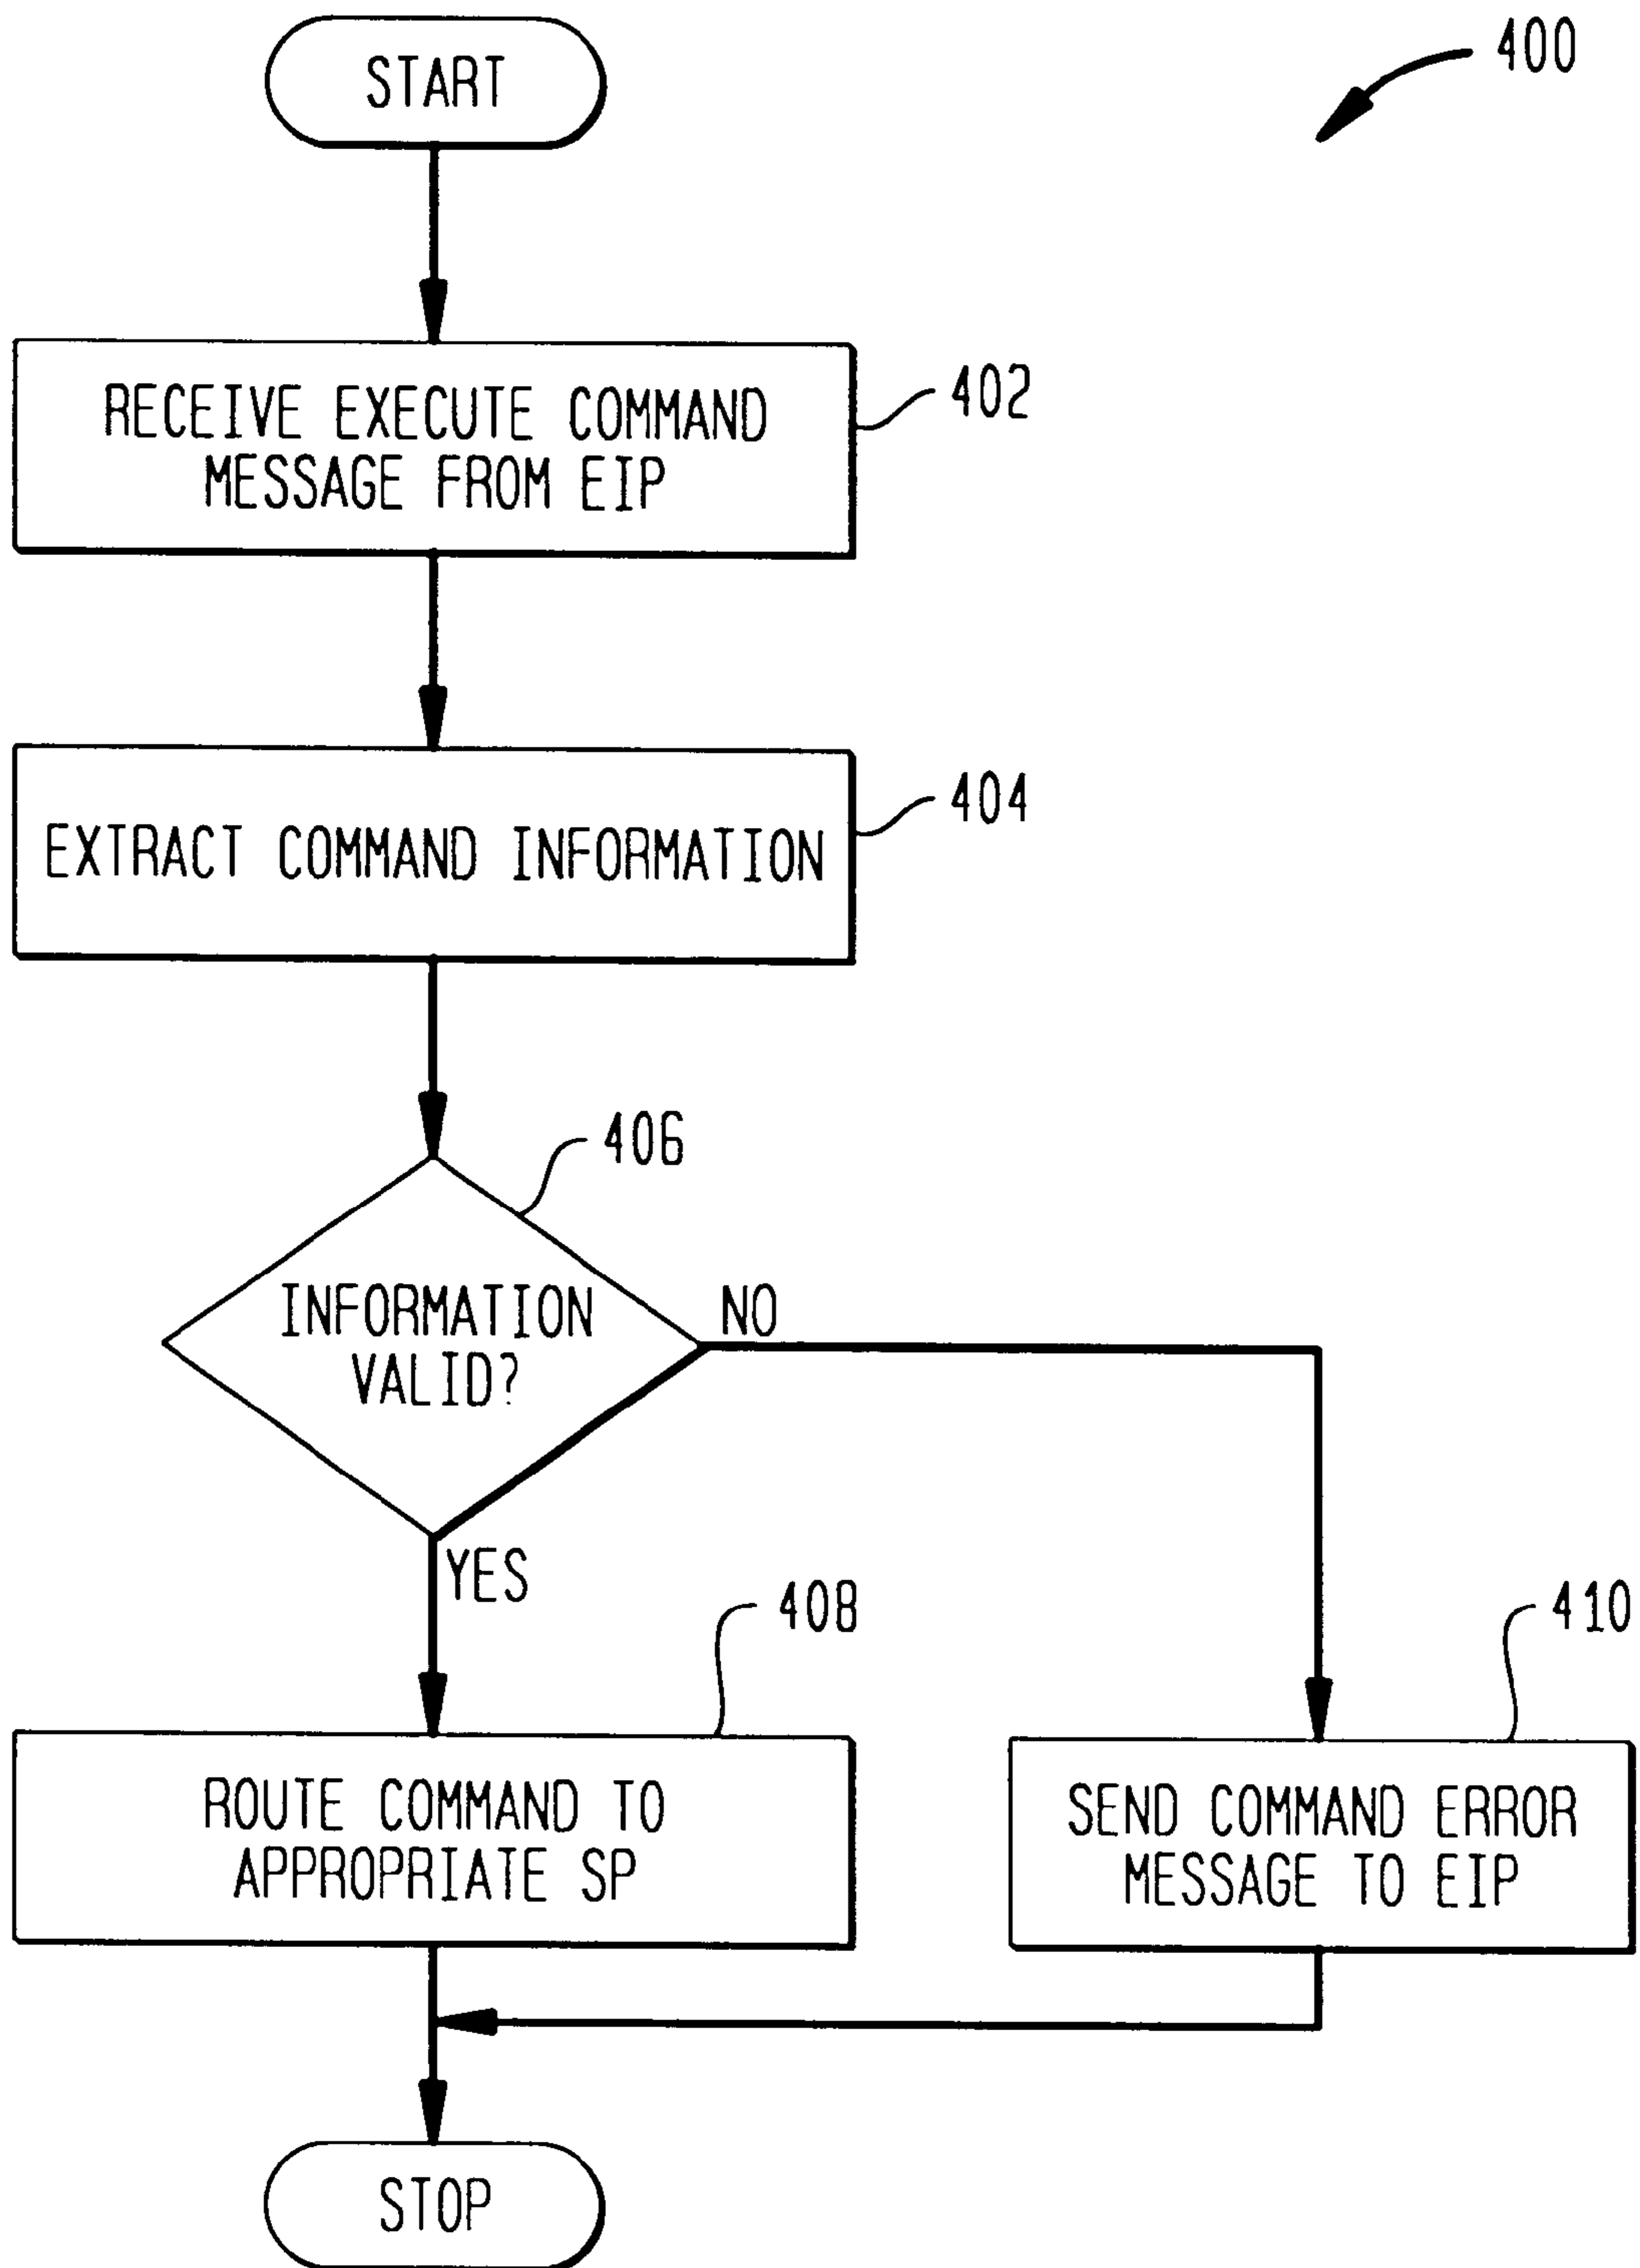 START
400
RECEIVE EXECUTE COMMAND
MESSAGE FROM EIP
402
EXTRACT COMMAND INFORMATION
404
406
INFORMATION
VALID?
NO
YES
408
410
ROUTE COMMAND TO
APPROPRIATE SP
SEND COMMAND ERROR
MESSAGE TO EIP
STOP